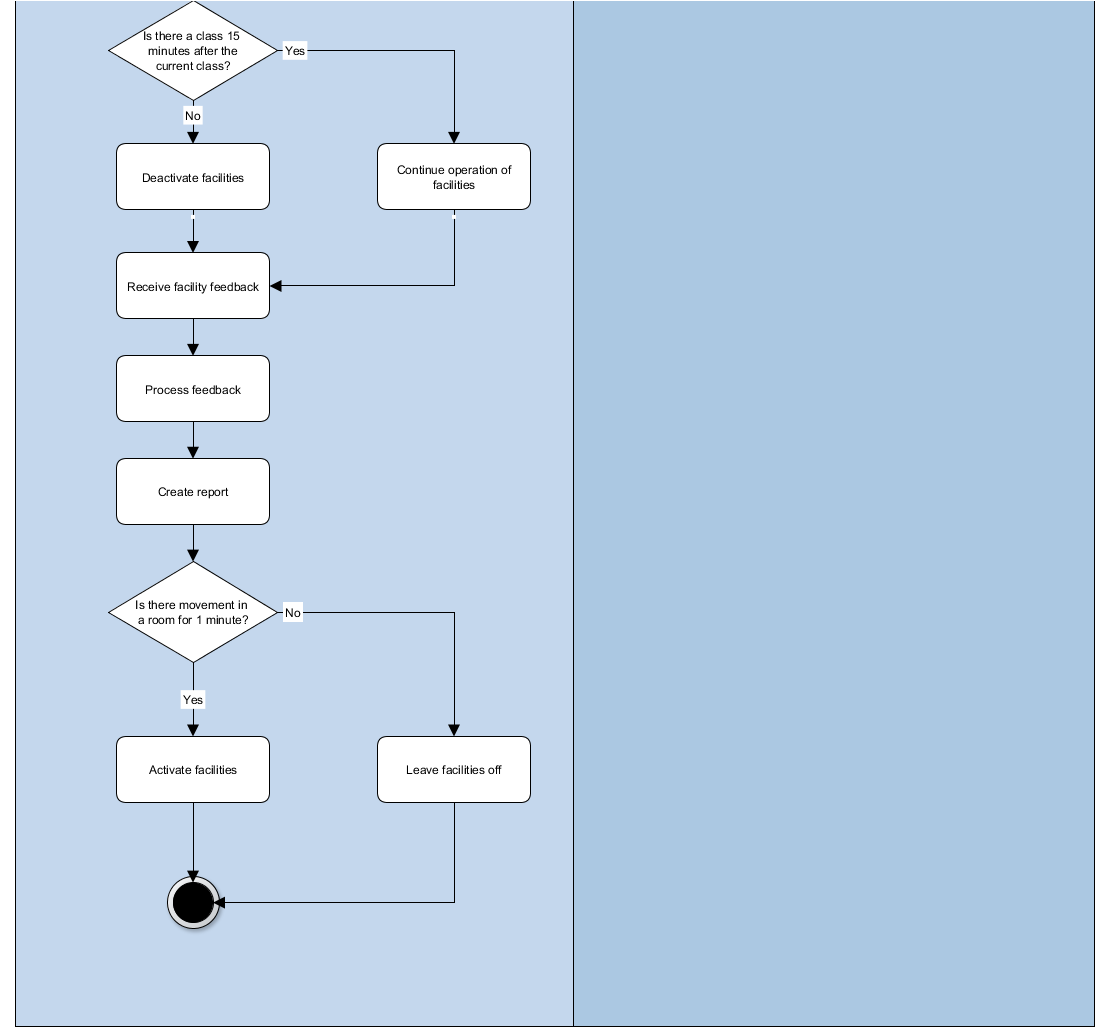 Is there a class 15
minutes after the
current class?
Yes
No
Deactivate facilities
Continue operation of
facilities
Receive facility feedback
Process feedback
Create report
Is there movement in
a room for 1 minute?
No
Yes
Activate facilities
Leave facilities off